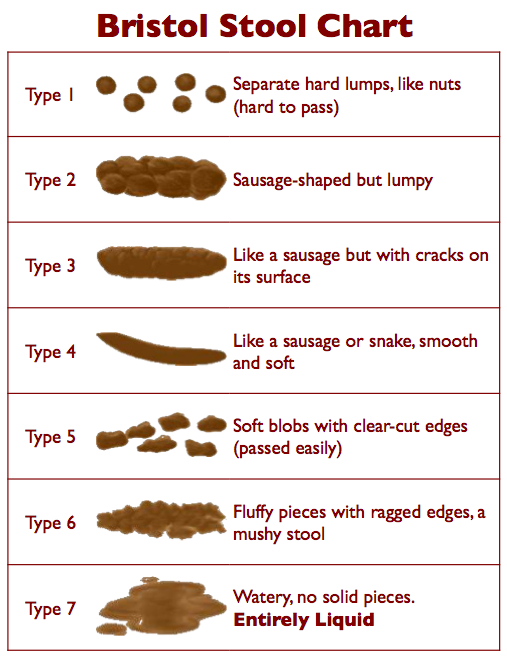 Bristol Stool Chart
Type 1
Separate hard lumps, like nuts
(hard to pass)
Type 2
Sausage-shaped but lumpy
Type 3
Like a sausage but with cracks on
its surface
Type 4
Like a sausage or snake, smooth
and soft
Type 5
Soft blobs with clear-cut edges
(passed easily)
Type 6
Fluffy pieces with ragged edges, a
mushy stool
Type 7
Watery, no solid pieces.
Entirely Liquid